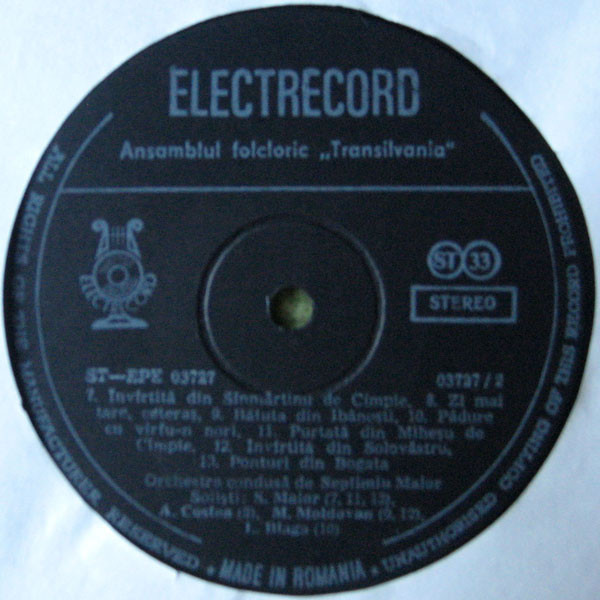 ELECTRECORD
Ansamblul folcloric „Transilvania"
ELECTRECORD
ST 33
STEREO
ST—EPE 03727
03727/2
7. Învîrtită din Sînmărtinu de Cîmpie, 8. Zi mai
tare, ceteraș, 9. Bătuta din Ibănești, 10. Pădure
cu vîrfu-n nori, 11. Purtată din Miheșu de
Cîmpie, 12. Învîrtită din Solovăstru,
13. Ponturi din Bogata
Orchestra condusă de Septimiu Maior
Soliști: S. Maior (7, 11, 13),
A. Costea (8), M. Moldovan (9, 12),
L. Blaga (10)
ALL RIGHTS OF THE MANUFACTURER RESERVED • MADE IN ROMANIA • UNAUTHORISED COPYING OF THIS RECORD PROHIBITED